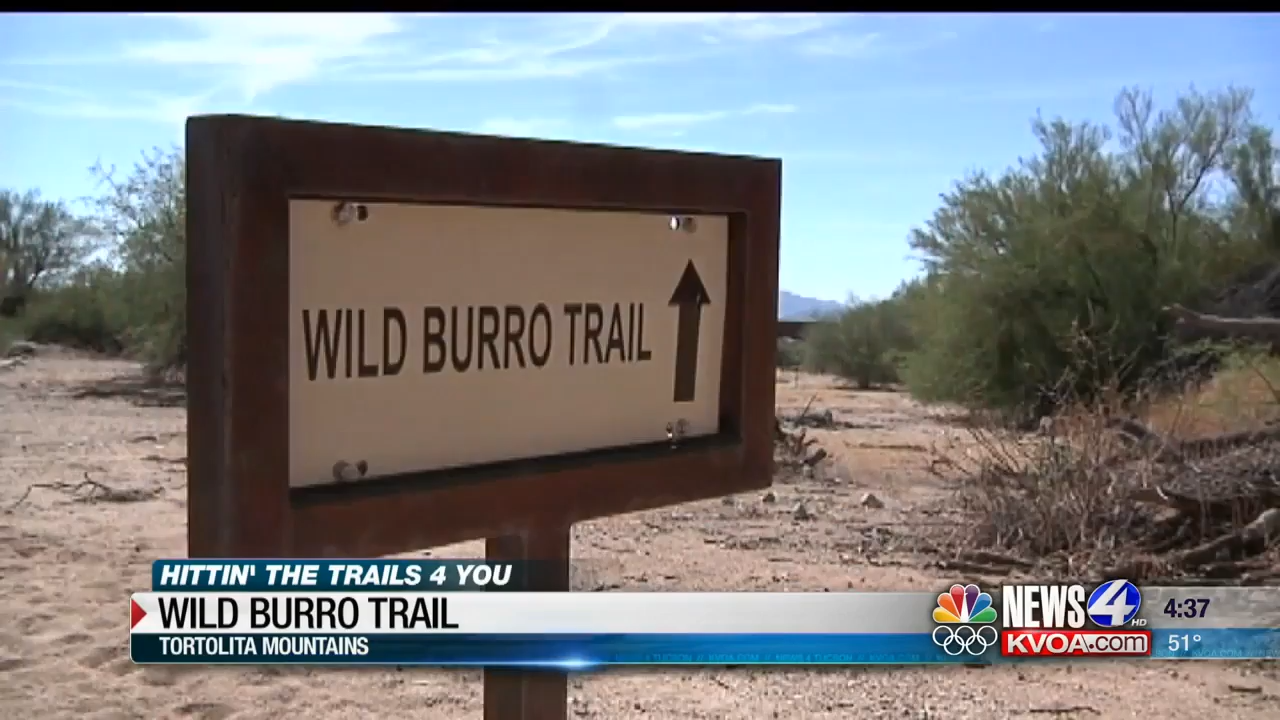 WILD BURRO TRAIL
HITTIN' THE TRAILS 4 YOU
WILD BURRO TRAIL
TORTOLITA MOUNTAINS
NEWS 4 HD
KVOA.com
4:37
51°